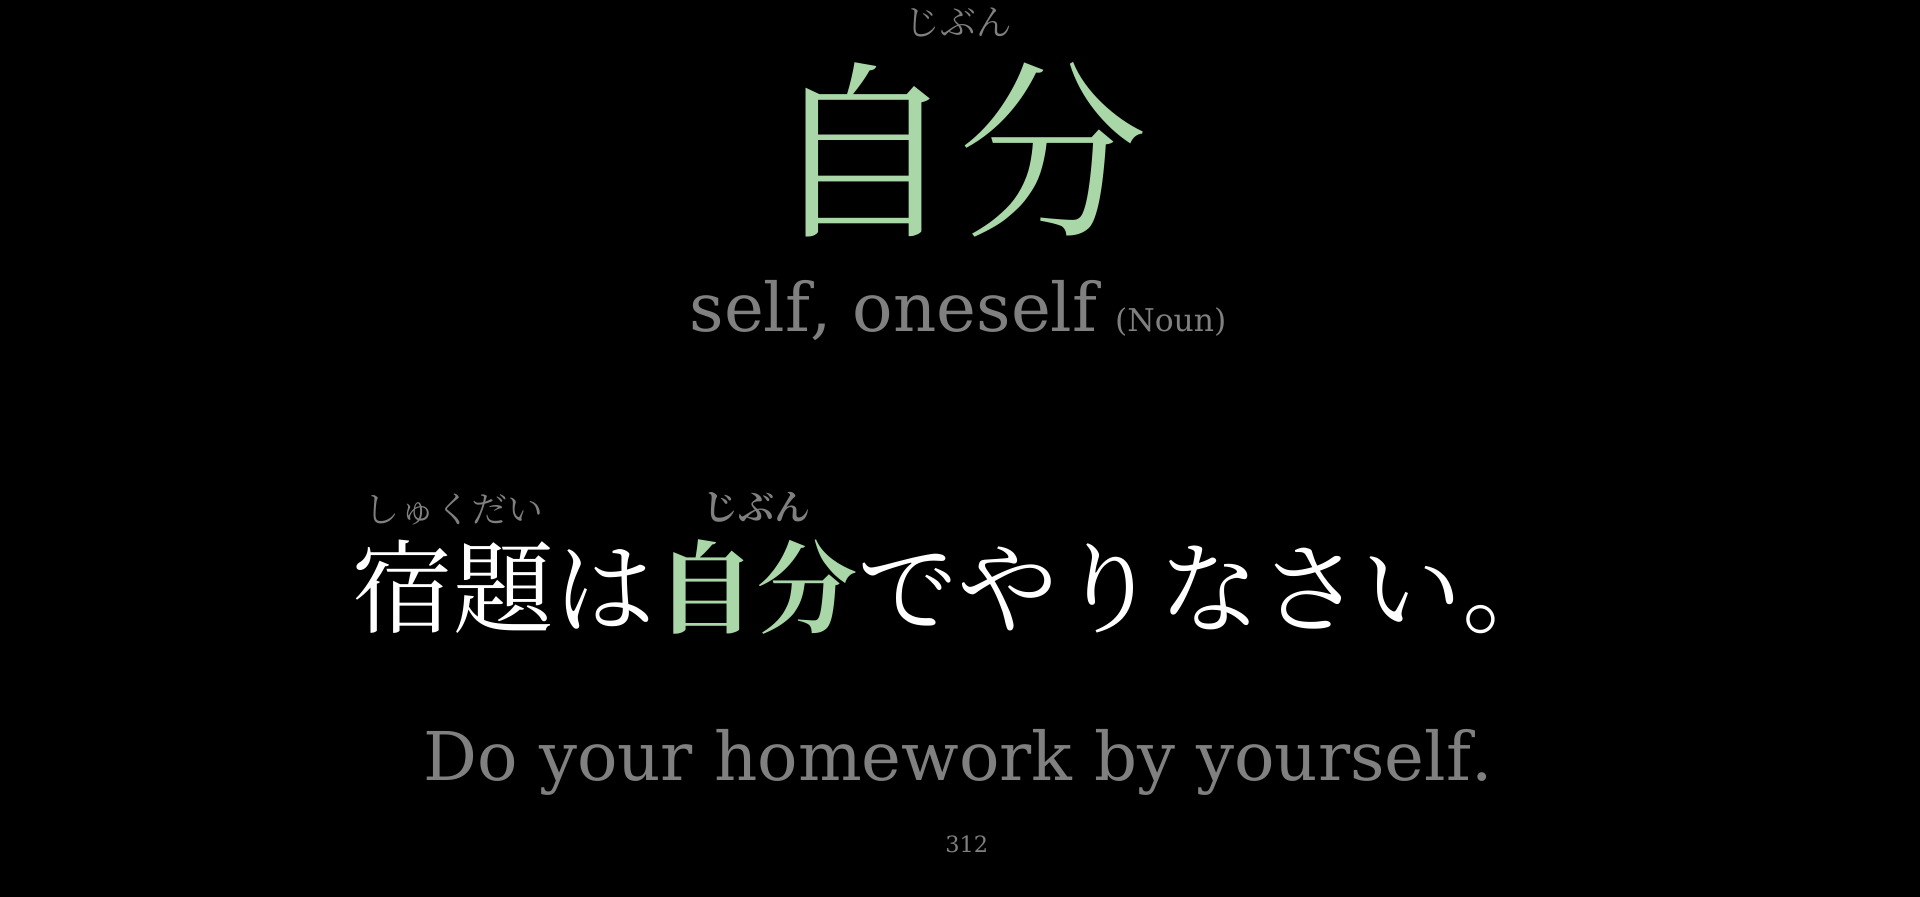 じぶん
自分
self, oneself (Noun)
しゅくだい じぶん
宿題は自分でやりなさい。
Do your homework by yourself.
312